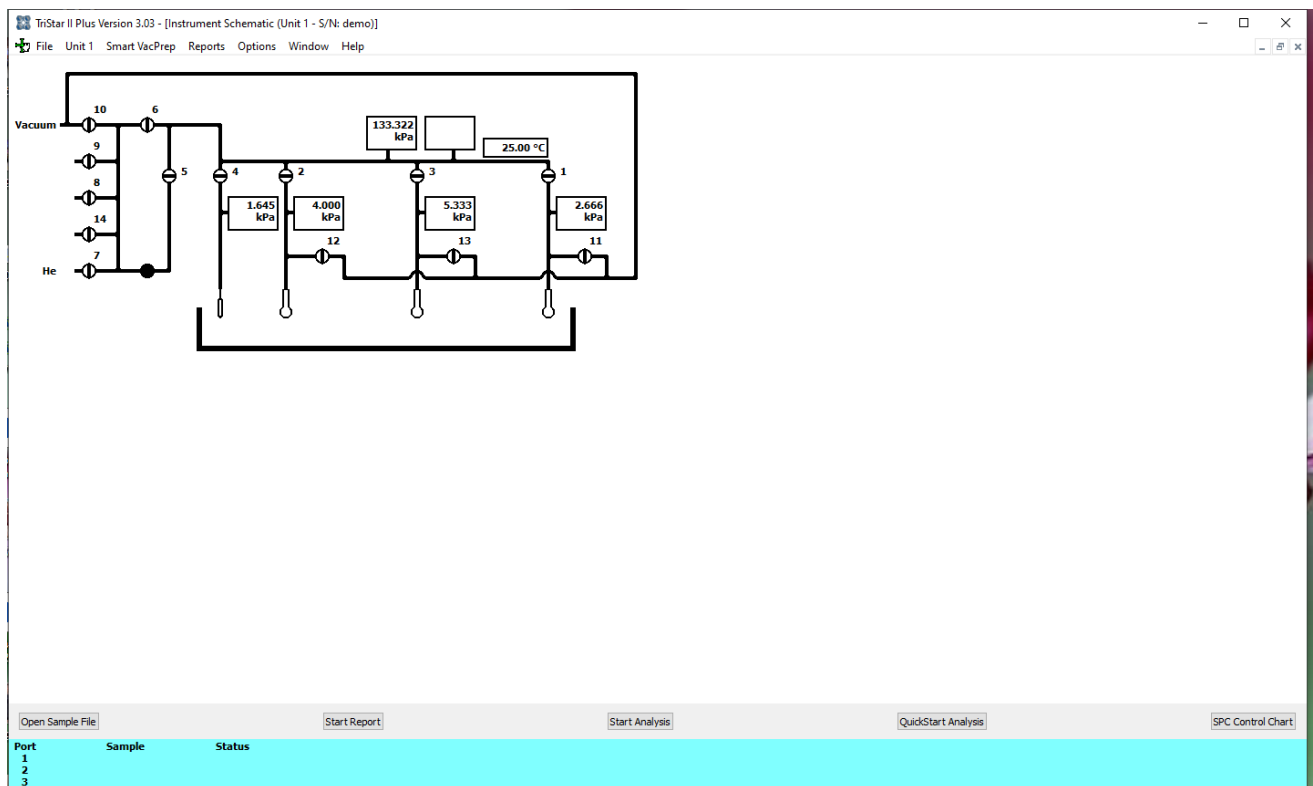 TriStar II Plus Version 3.03 - [Instrument Schematic (Unit 1 - S/N: demo)]
File Unit 1 Smart VacPrep Reports Options Window Help
10 6
Vacuum
133.322
kPa
9
25.00 °C
5 4 2 3 1
8
1.645
kPa
4.000
kPa
5.333
kPa
2.666
kPa
14
12 13 11
7
He
Open Sample File Start Report Start Analysis QuickStart Analysis SPC Control Chart
Port Sample Status
1
2
3